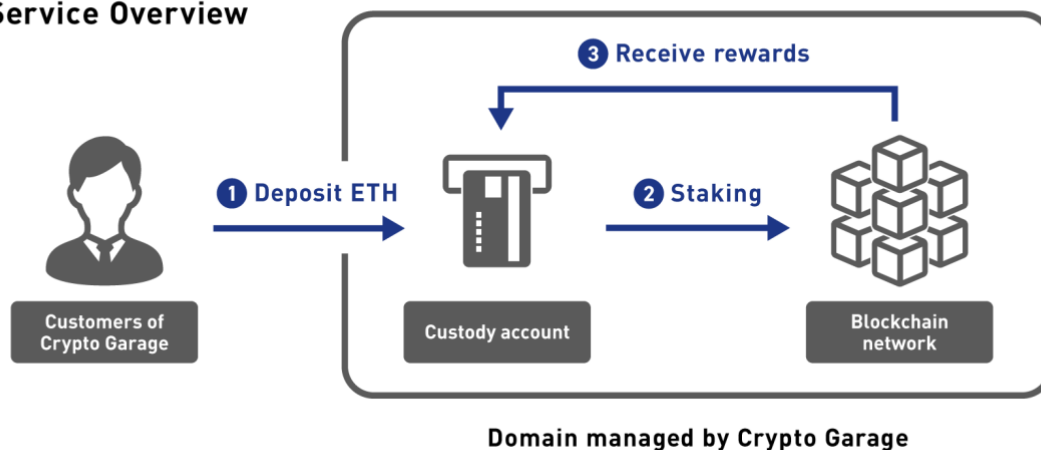 Service Overview
3 Receive rewards
1 Deposit ETH
2 Staking
Customers of
Crypto Garage
Custody account
Blockchain
network
Domain managed by Crypto Garage